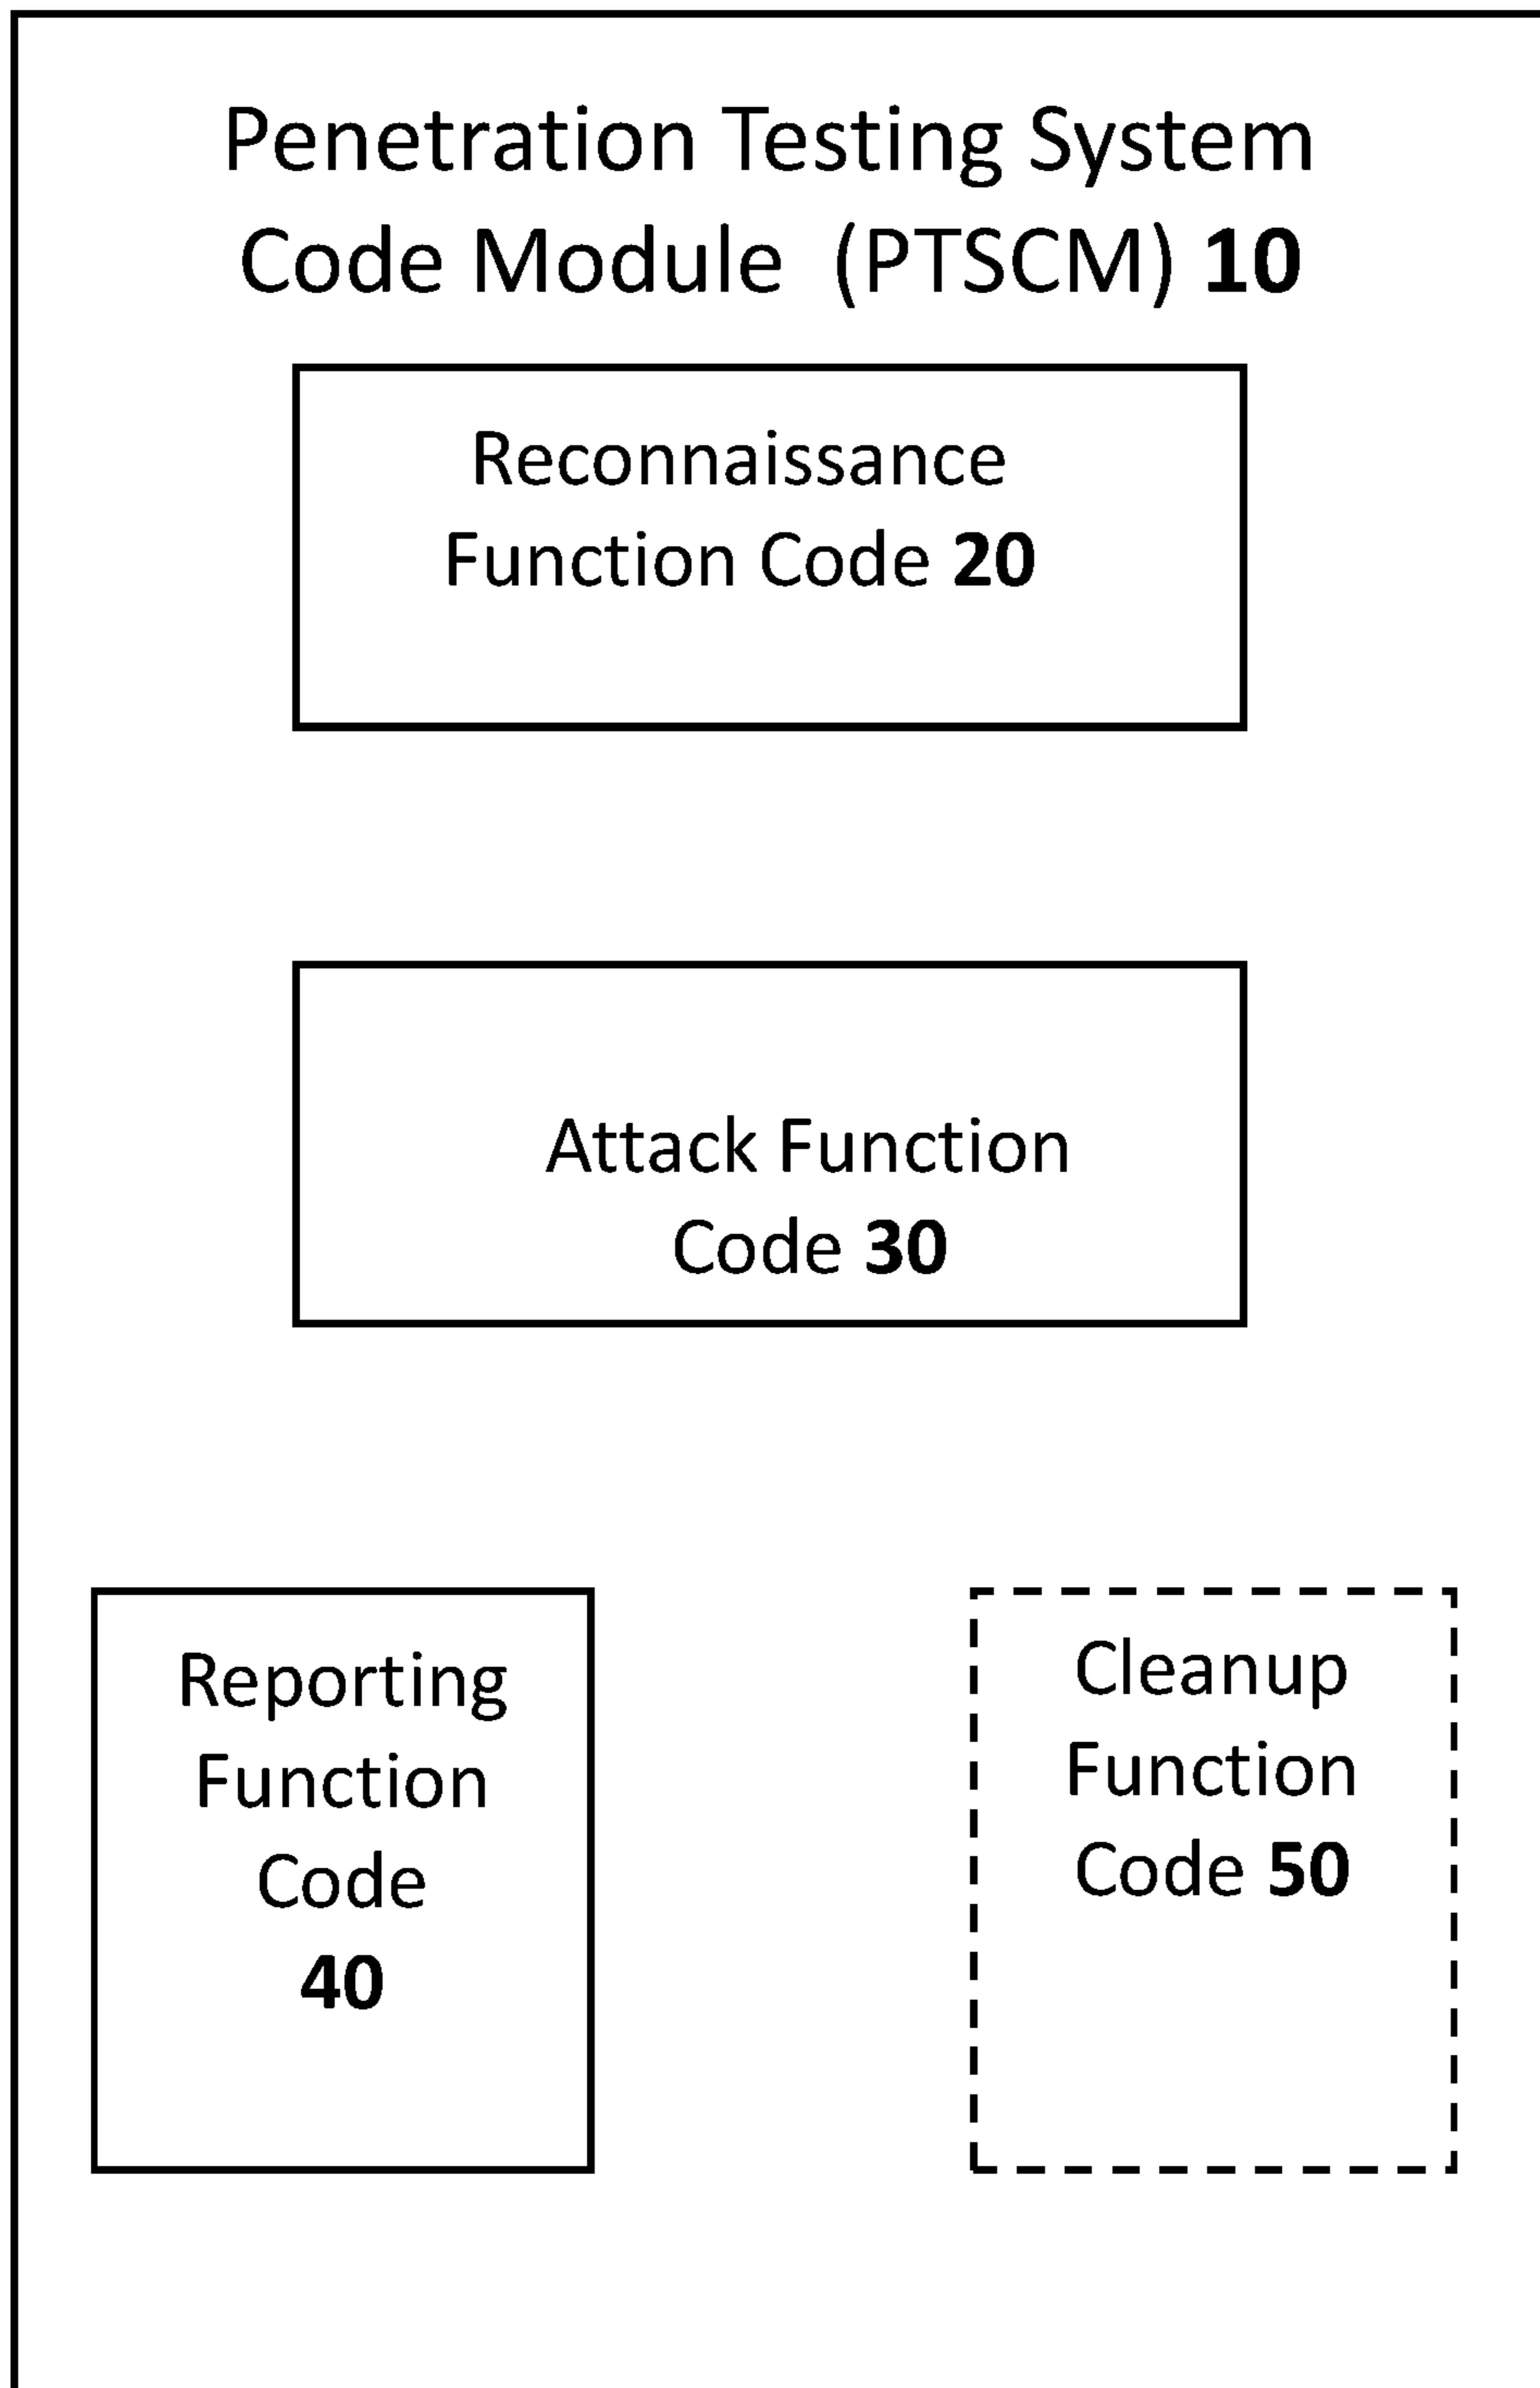 Penetration Testing System
Code Module (PTSCM) 10
Reconnaissance
Function Code 20
Attack Function
Code 30
Reporting
Function
Code
40
Cleanup
Function
Code 50